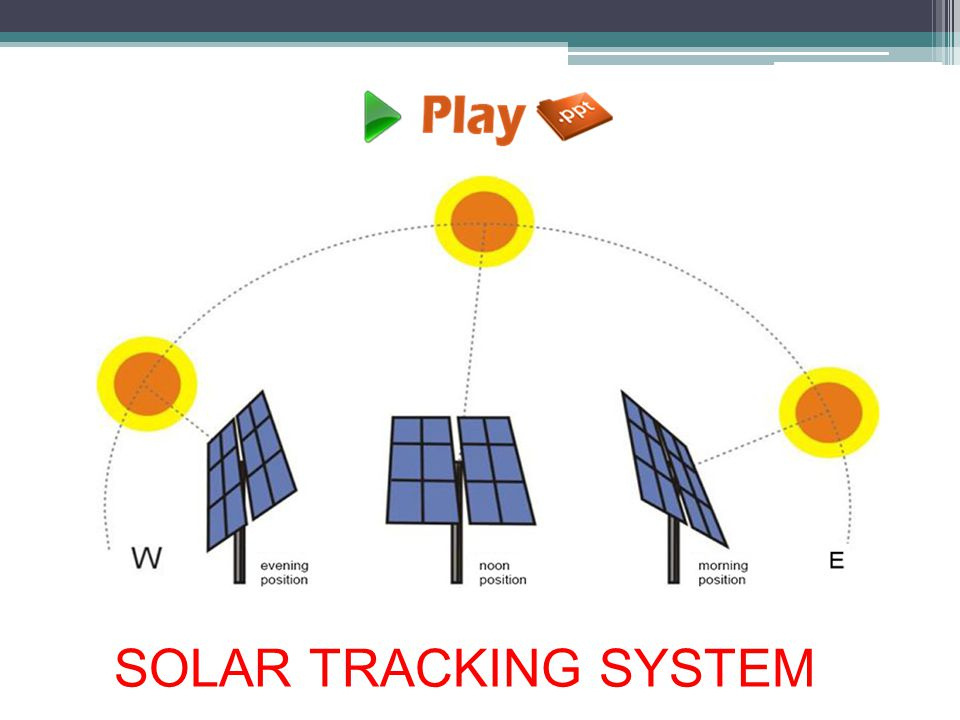 Play .ppt
W
evening
position
noon
position
morning
position
E
SOLAR TRACKING SYSTEM